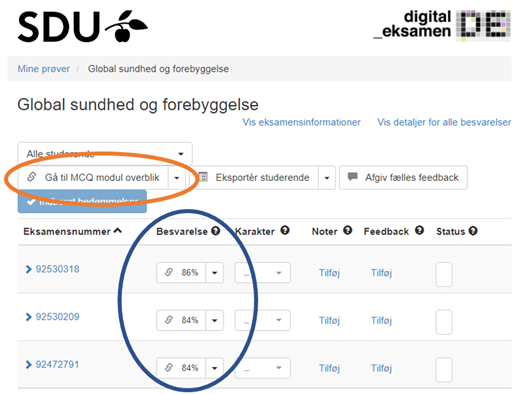 SDU
digital
_eksamen
Mine prøver / Global sundhed og forebyggelse
Global sundhed og forebyggelse
Vis eksamensinformationer Vis detaljer for alle besvarelser
Alle studerende
Gå til MCQ modul overblik Eksportér studerende Afgiv fælles feedback
Indberet bedømmelser
Eksamensnummer Besvarelse Karakter Noter Feedback Status
92530318 86% ... Tilføj Tilføj
92530209 84% ... Tilføj Tilføj
92472791 84% ... Tilføj Tilføj